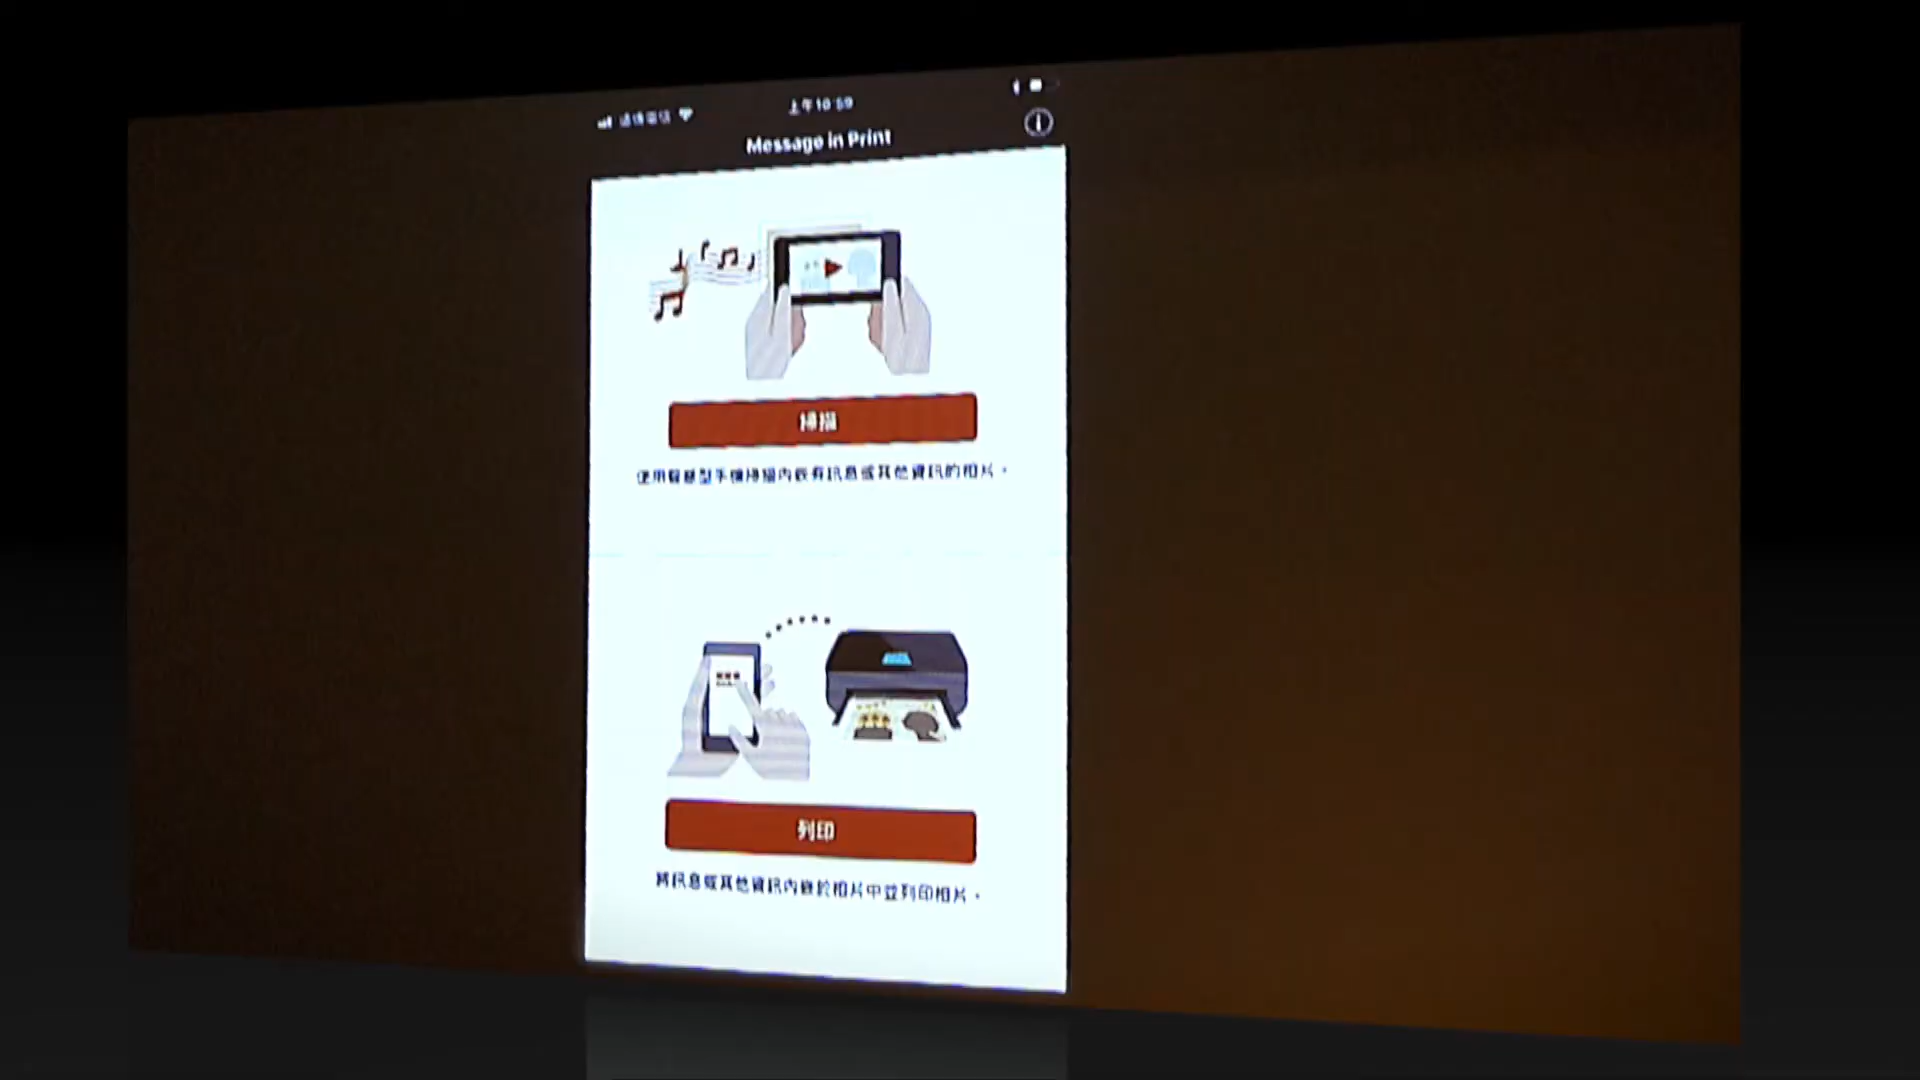 上午10:59
Message in Print
掃描
使用智慧型手機掃描內嵌有訊息或其他資訊的相片。
列印
將訊息或其他資訊內嵌於相片中並列印相片。